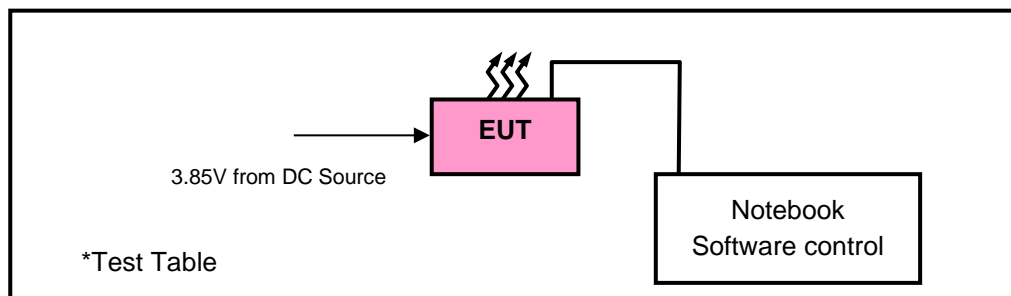 EUT
3.85V from DC Source
Notebook
Software control
*Test Table